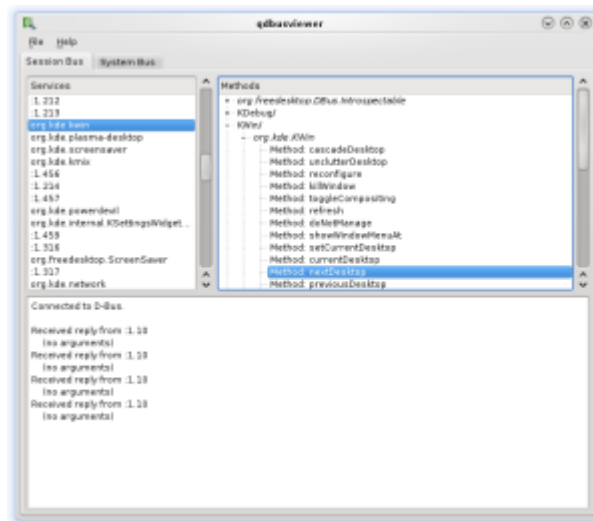 qdbusviewer
File Help
Session Bus System Bus
Services
:1.212
:1.213
org.kde.kwin
org.kde.plasma-desktop
org.kde.screensaver
org.kde.kmix
:1.456
:1.214
:1.457
org.kde.powerdevil
org.kde.internal.KSettingsWidget...
:1.459
:1.316
org.freedesktop.ScreenSaver
:1.317
org.kde.network
Methods
org.freedesktop.DBus.Introspectable
KDebug/
KWin/
org.kde.KWin
Method: cascadeDesktop
Method: unclutterDesktop
Method: reconfigure
Method: killWindow
Method: toggleCompositing
Method: refresh
Method: doNotManage
Method: showWindowMenuAt
Method: setCurrentDesktop
Method: currentDesktop
Method: nextDesktop
Method: previousDesktop
Connected to D-Bus.
Received reply from :1.10
(no arguments)
Received reply from :1.10
(no arguments)
Received reply from :1.10
(no arguments)
Received reply from :1.10
(no arguments)